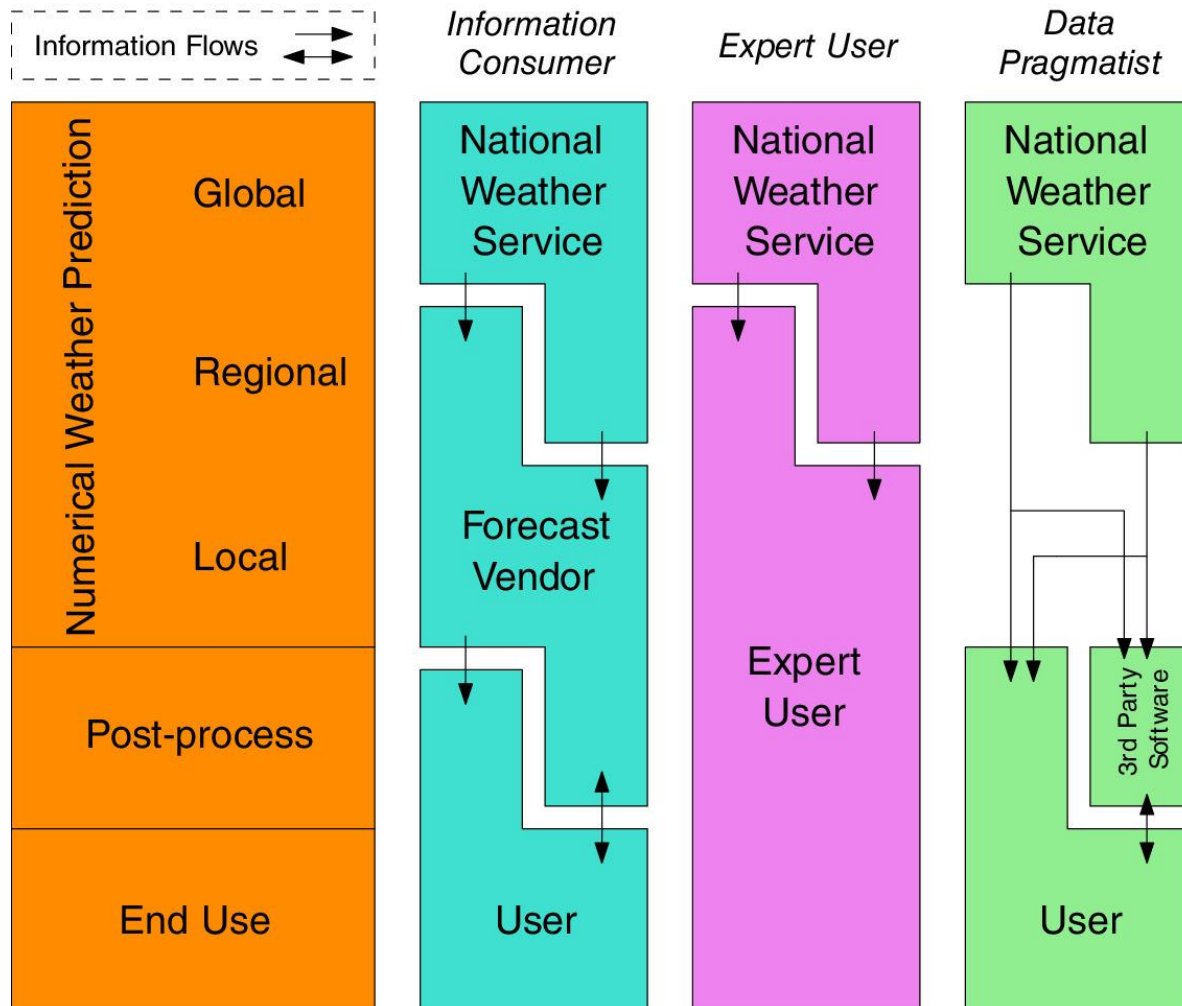 Information Flows
Information
Consumer
Expert User
Data
Pragmatist
Numerical Weather Prediction
Global
Regional
Local
Post-process
End Use
National
Weather
Service
Forecast
Vendor
User
National
Weather
Service
Expert
User
National
Weather
Service
3rd Party
Software
User